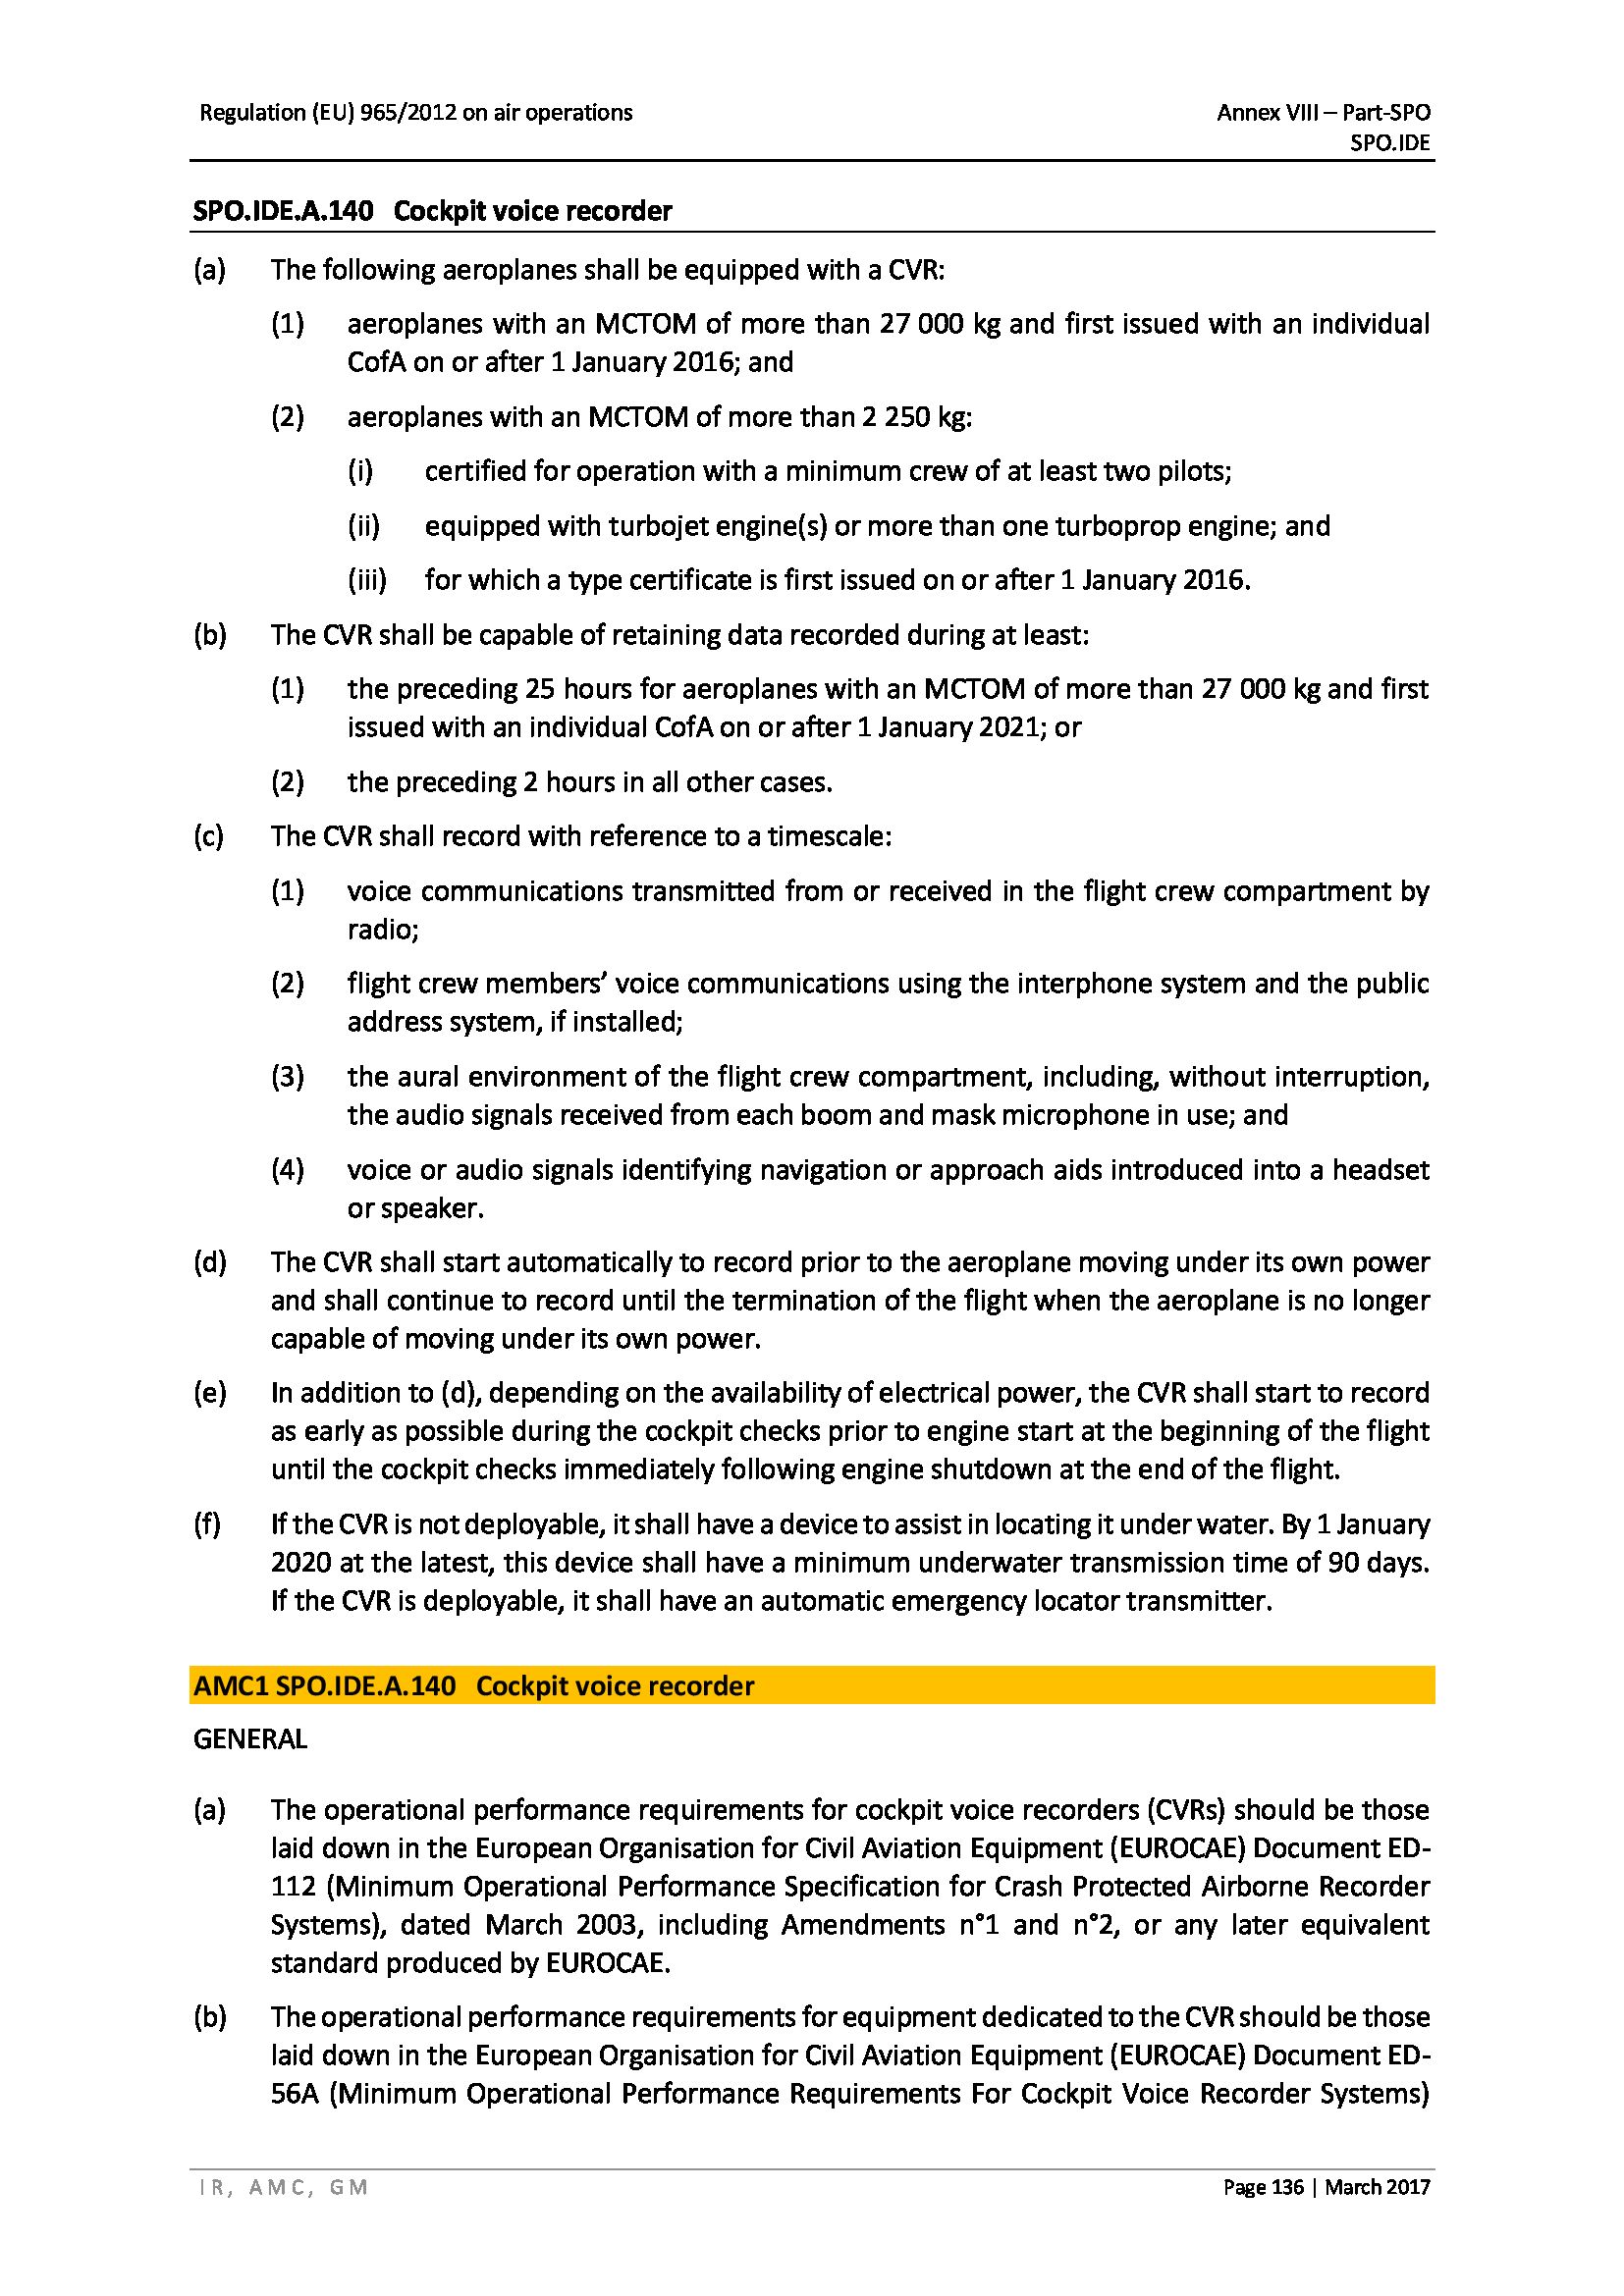 Regulation (EU) 965/2012 on air operations
Annex VIII – Part-SPO
SPO.IDE
SPO.IDE.A.140 Cockpit voice recorder
(a) The following aeroplanes shall be equipped with a CVR:
(1) aeroplanes with an MCTOM of more than 27 000 kg and first issued with an individual
CofA on or after 1 January 2016; and
(2) aeroplanes with an MCTOM of more than 2 250 kg:
(i) certified for operation with a minimum crew of at least two pilots;
(ii) equipped with turbojet engine(s) or more than one turboprop engine; and
(iii) for which a type certificate is first issued on or after 1 January 2016.
(b) The CVR shall be capable of retaining data recorded during at least:
(1) the preceding 25 hours for aeroplanes with an MCTOM of more than 27 000 kg and first
issued with an individual CofA on or after 1 January 2021; or
(2) the preceding 2 hours in all other cases.
(c) The CVR shall record with reference to a timescale:
(1) voice communications transmitted from or received in the flight crew compartment by
radio;
(2) flight crew members’ voice communications using the interphone system and the public
address system, if installed;
(3) the aural environment of the flight crew compartment, including, without interruption,
the audio signals received from each boom and mask microphone in use; and
(4) voice or audio signals identifying navigation or approach aids introduced into a headset
or speaker.
(d) The CVR shall start automatically to record prior to the aeroplane moving under its own power
and shall continue to record until the termination of the flight when the aeroplane is no longer
capable of moving under its own power.
(e) In addition to (d), depending on the availability of electrical power, the CVR shall start to record
as early as possible during the cockpit checks prior to engine start at the beginning of the flight
until the cockpit checks immediately following engine shutdown at the end of the flight.
(f) If the CVR is not deployable, it shall have a device to assist in locating it under water. By 1 January
2020 at the latest, this device shall have a minimum underwater transmission time of 90 days.
If the CVR is deployable, it shall have an automatic emergency locator transmitter.
AMC1 SPO.IDE.A.140 Cockpit voice recorder
GENERAL
(a) The operational performance requirements for cockpit voice recorders (CVRs) should be those
laid down in the European Organisation for Civil Aviation Equipment (EUROCAE) Document ED-
112 (Minimum Operational Performance Specification for Crash Protected Airborne Recorder
Systems), dated March 2003, including Amendments n°1 and n°2, or any later equivalent
standard produced by EUROCAE.
(b) The operational performance requirements for equipment dedicated to the CVR should be those
laid down in the European Organisation for Civil Aviation Equipment (EUROCAE) Document ED-
56A (Minimum Operational Performance Requirements For Cockpit Voice Recorder Systems)
IR, AMC, GM
Page 136 | March 2017